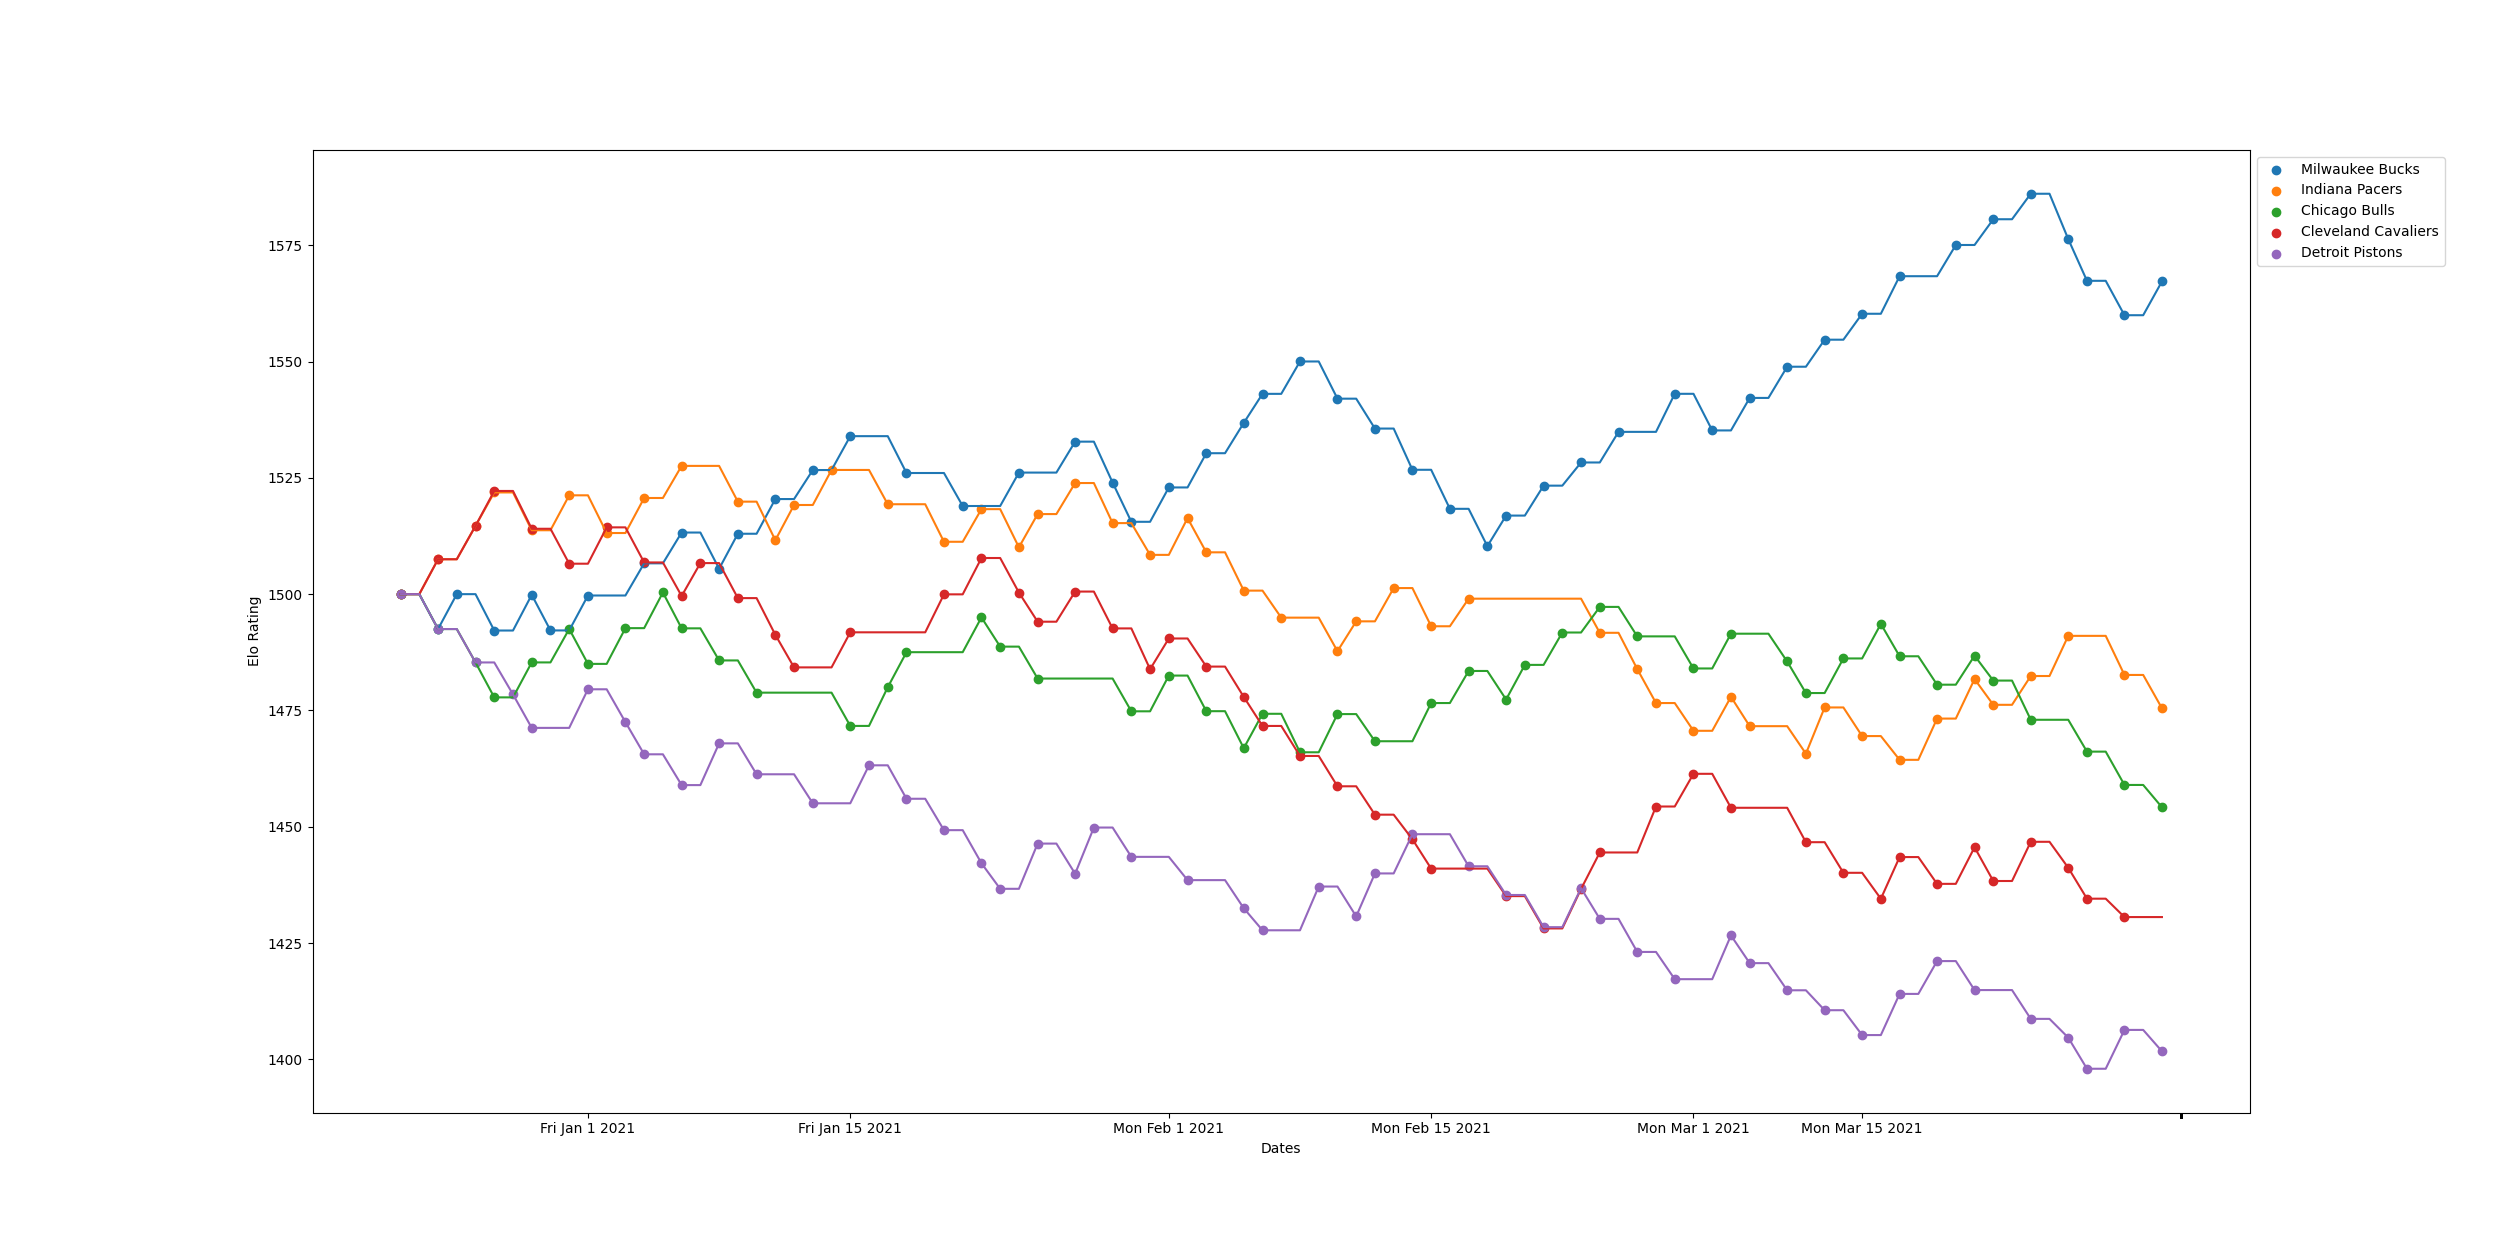 Milwaukee Bucks
Indiana Pacers
Chicago Bulls
Cleveland Cavaliers
Detroit Pistons
1575
1550
1525
1500
1475
1450
1425
1400
Elo Rating
Fri Jan 1 2021
Fri Jan 15 2021
Mon Feb 1 2021
Mon Feb 15 2021
Mon Mar 1 2021
Mon Mar 15 2021
Dates